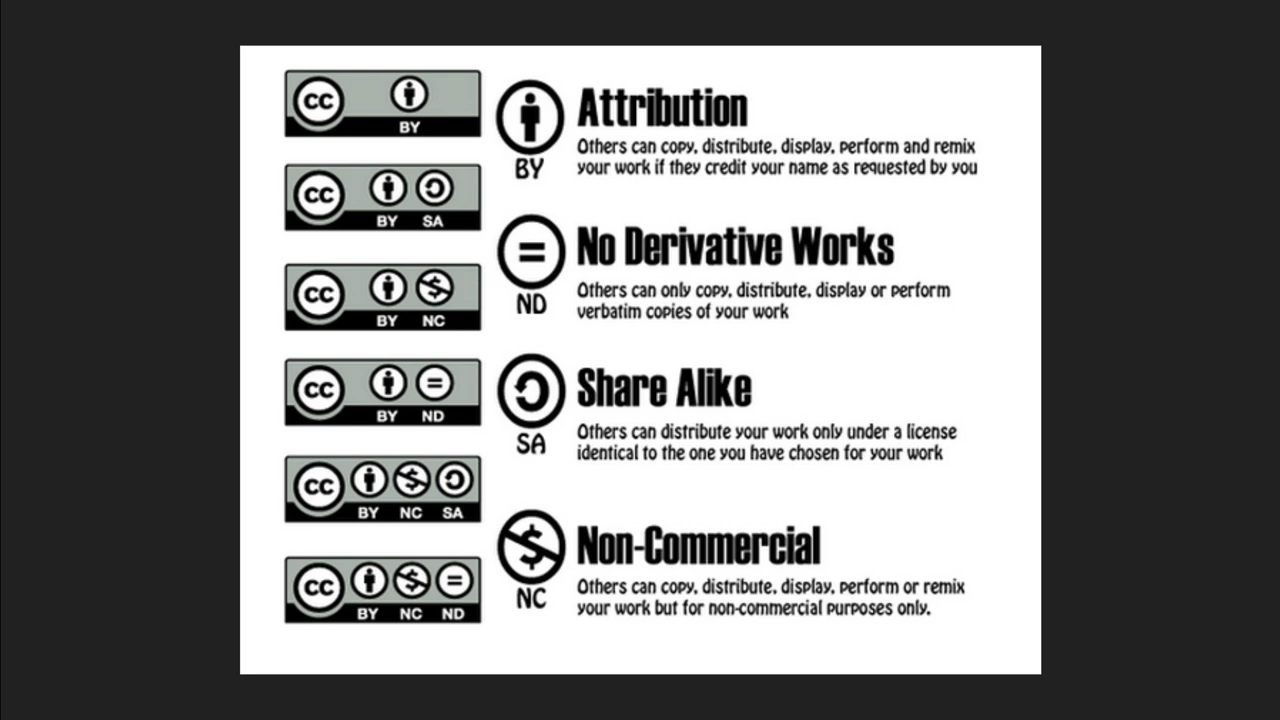 CC
BY
CC
BY SA
CC
BY NC
CC
BY ND
CC
BY NC SA
CC
BY NC ND
BY
Attribution
Others can copy, distribute, display, perform and remix
your work if they credit your name as requested by you
=
ND
No Derivative Works
Others can only copy, distribute, display or perform
verbatim copies of your work
SA
Share Alike
Others can distribute your work only under a license
identical to the one you have chosen for your work
$
NC
Non-Commercial
Others can copy, distribute, display, perform or remix
your work but for non-commercial purposes only.